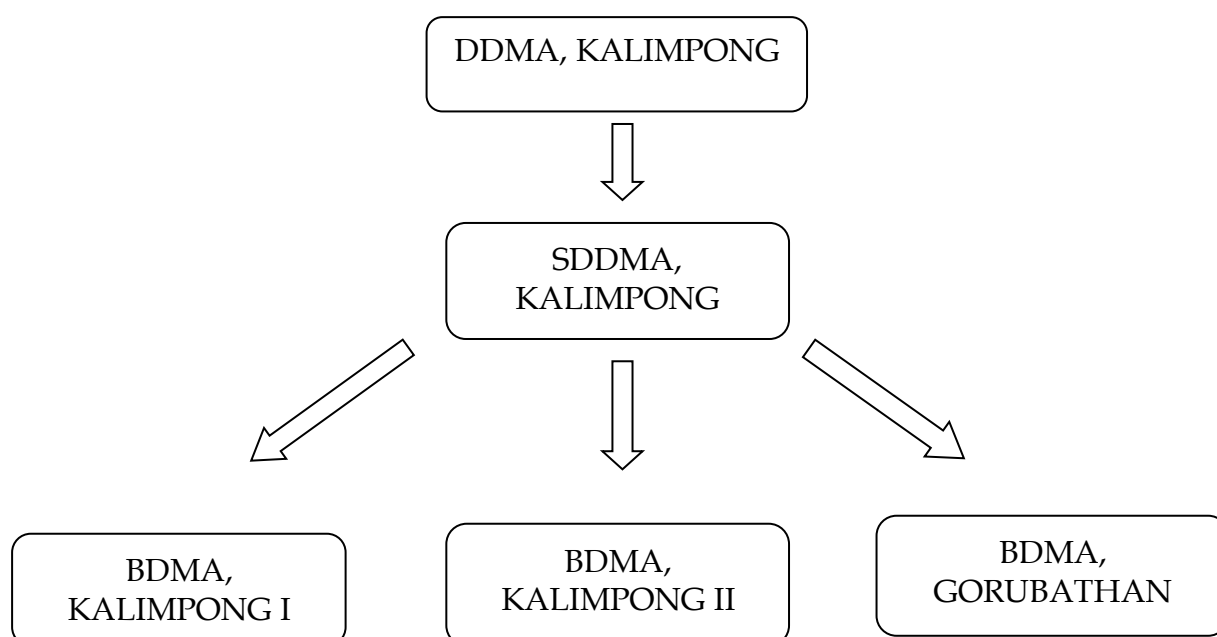 DDMA, KALIMPONG
SDDMA,
KALIMPONG
BDMA,
KALIMPONG I
BDMA,
KALIMPONG II
BDMA,
GORUBATHAN